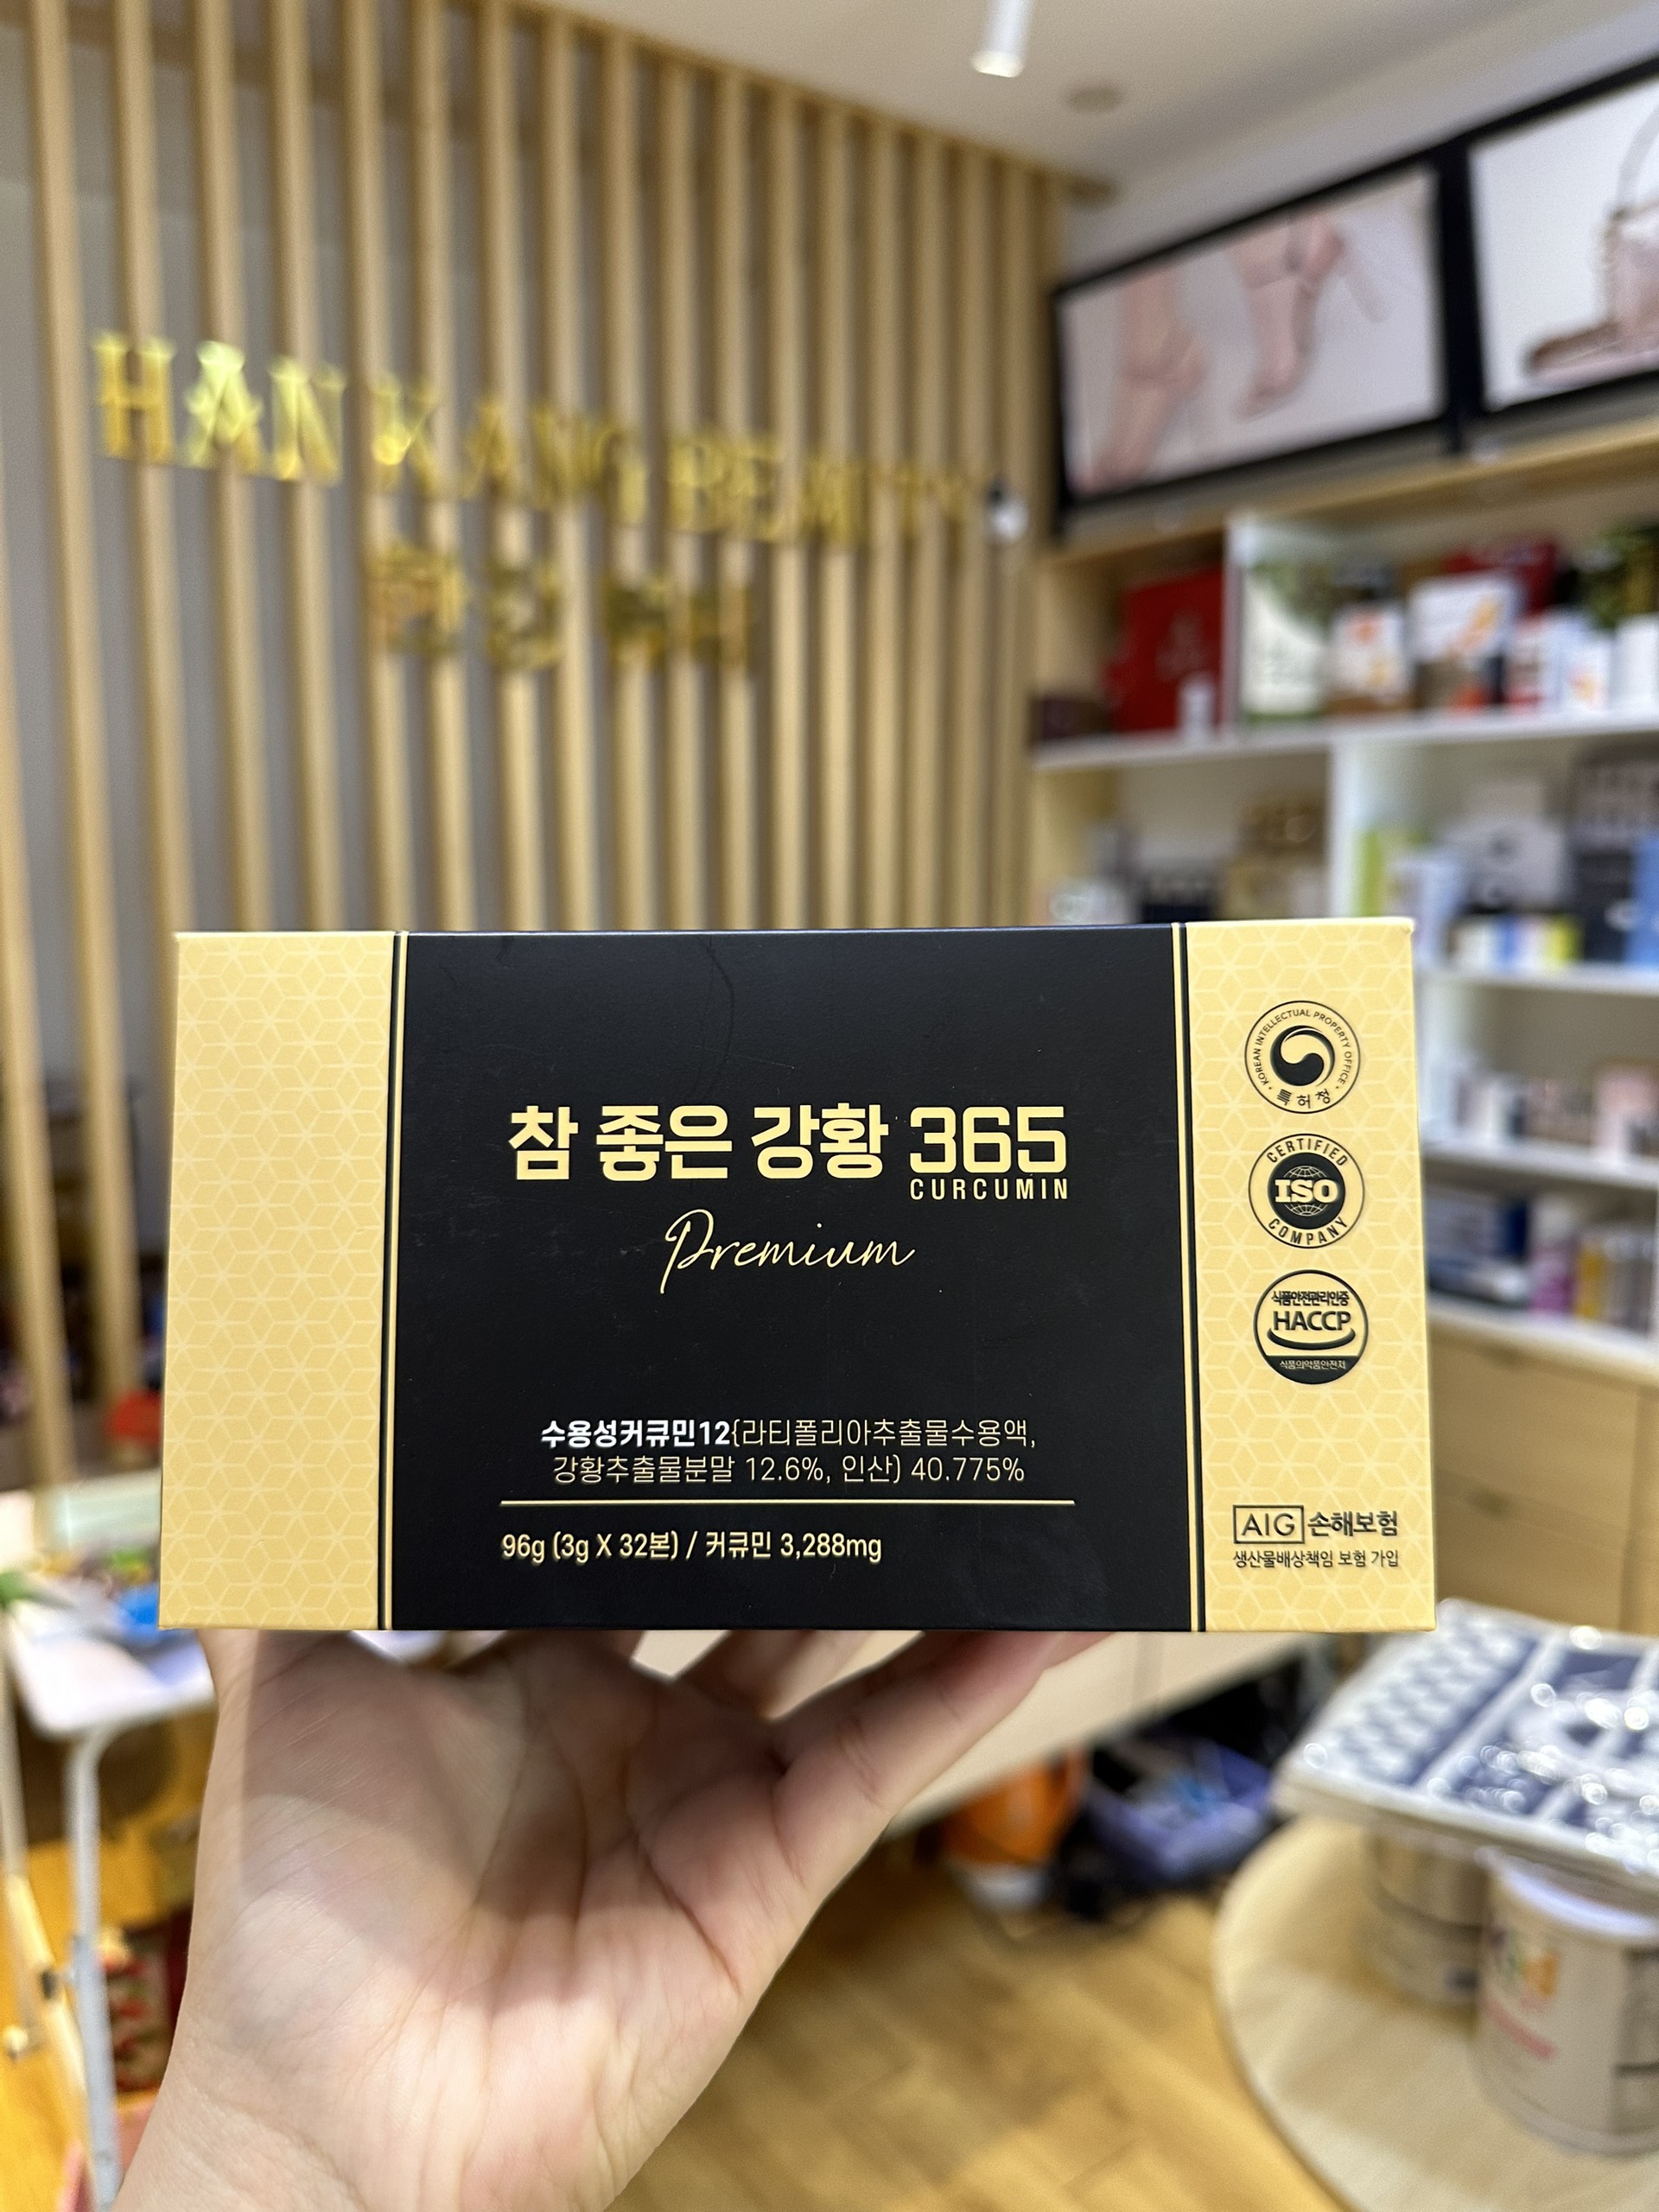 HANKANG BEAUTY
참 좋은 강황 365
CURCUMIN
Premium
수용성커큐민12{라티폴리아추출물수용액,
강황추출물분말 12.6%, 인산) 40.775%
96g (3g X 32본) / 커큐민 3,288mg
KOREAN INTELLECTUAL PROPERTY OFFICE
특허청
CERTIFIED
ISO
COMPANY
식품안전관리인증
HACCP
식품의약품안전처
AIG 손해보험
생산물배상책임 보험 가입